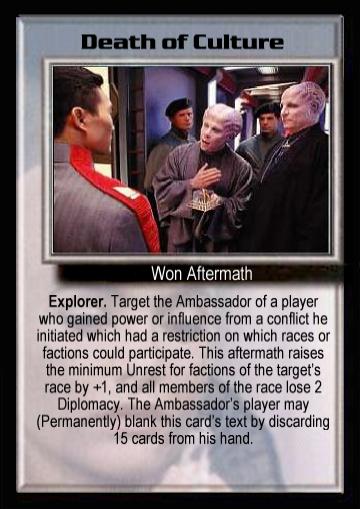 Death of Culture
Won Aftermath
Explorer. Target the Ambassador of a player
who gained power or influence from a conflict he
initiated which had a restriction on which races or
factions could participate. This aftermath raises
the minimum Unrest for factions of the target's
race by +1, and all members of the race lose 2
Diplomacy. The Ambassador's player may
(Permanently) blank this card's text by discarding
15 cards from his hand.